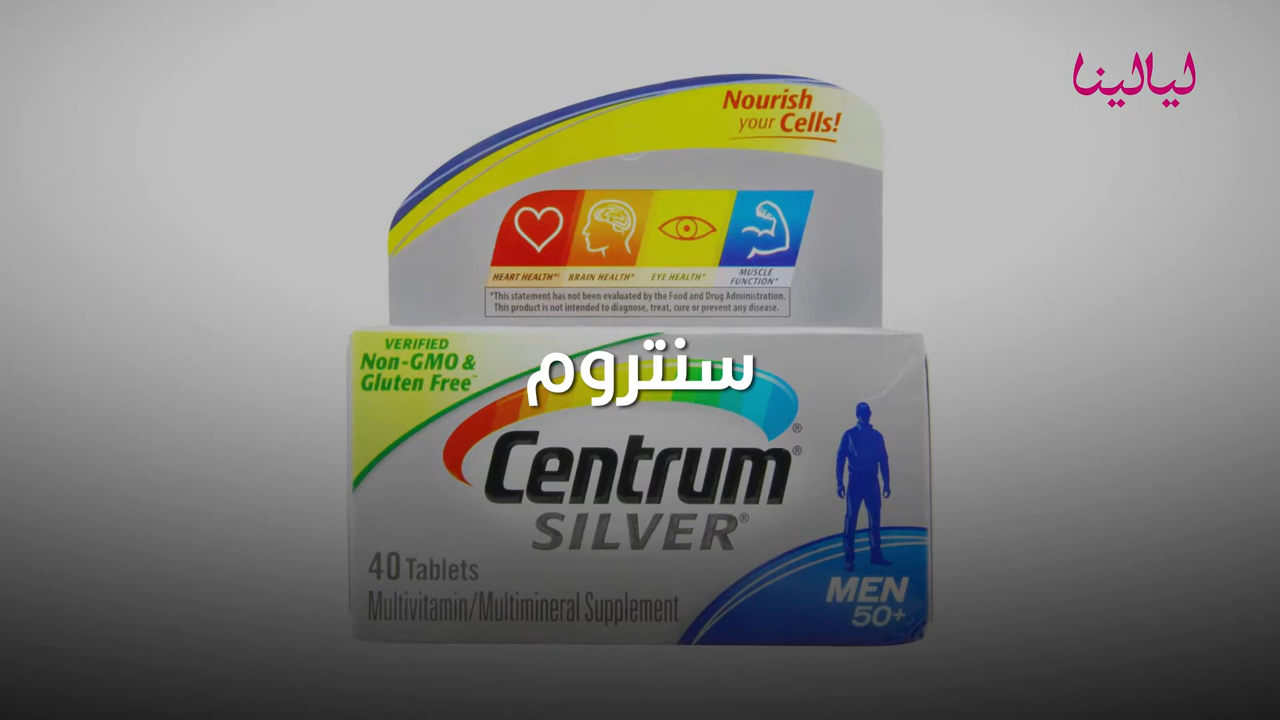 ليالينا
Nourish
your Cells!
HEART HEALTH*◊ BRAIN HEALTH* EYE HEALTH* MUSCLE FUNCTION*
*This statement has not been evaluated by the Food and Drug Administration.
This product is not intended to diagnose, treat, cure or prevent any disease.
VERIFIED
Non-GMO &
Gluten Free™
سنتروم
Centrum®
SILVER®
40 Tablets
Multivitamin/Multimineral Supplement
MEN
50+